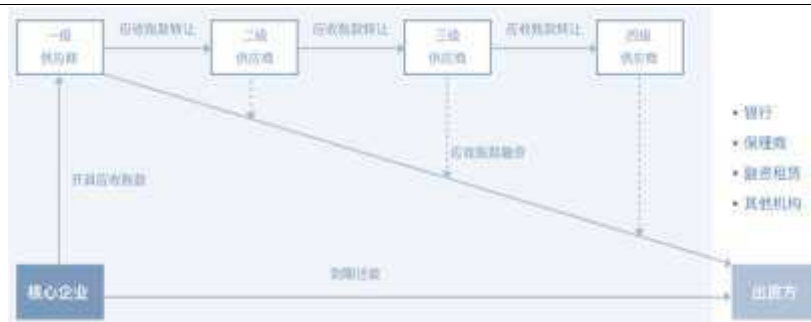 一级
供应商
应收账款转让
二级
供应商
应收账款转让
三级
供应商
应收账款转让
四级
供应商
银行
保理商
融资租赁
其他机构
应收账款融资
开具应收账款
核心企业
到期还款
出资方